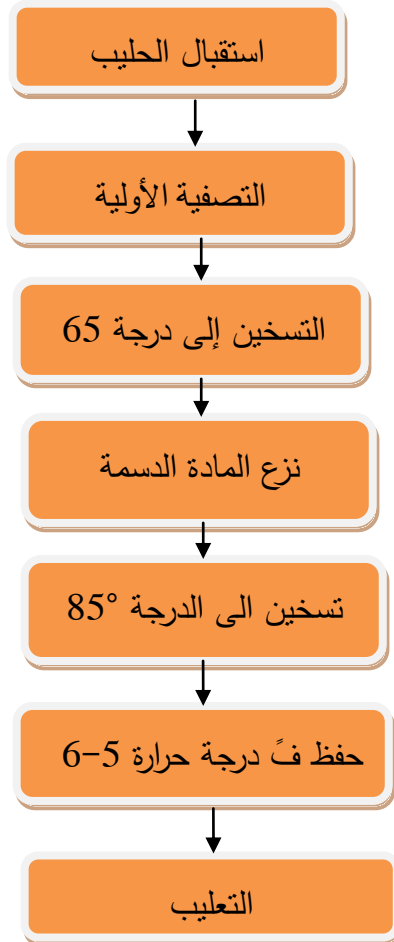 استقبال الحليب
التصفية الأولية
التسخين إلى درجة 65
نزع المادة الدسمة
تسخين الى الدرجة 85°
حفظ فً درجة حرارة 5-6
التعليب